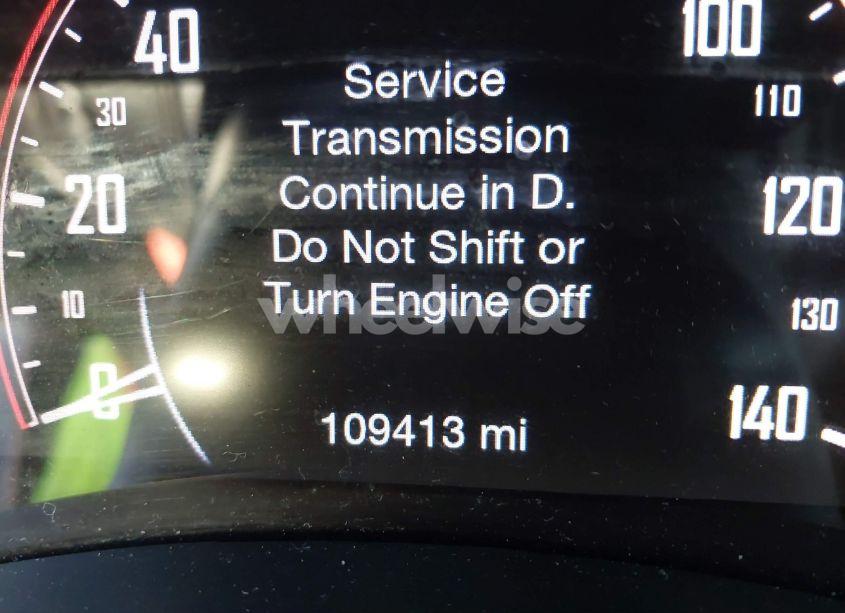 40
100
Service
30
110
Transmission
20
Continue in D.
120
Do Not Shift or
10
Turn Engine Off
130
wheelwise
0
109413 mi
140